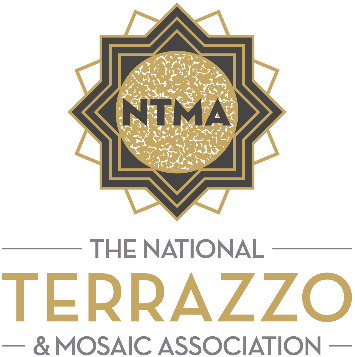 NTMA
THE NATIONAL
TERRAZZO
& MOSAIC ASSOCIATION